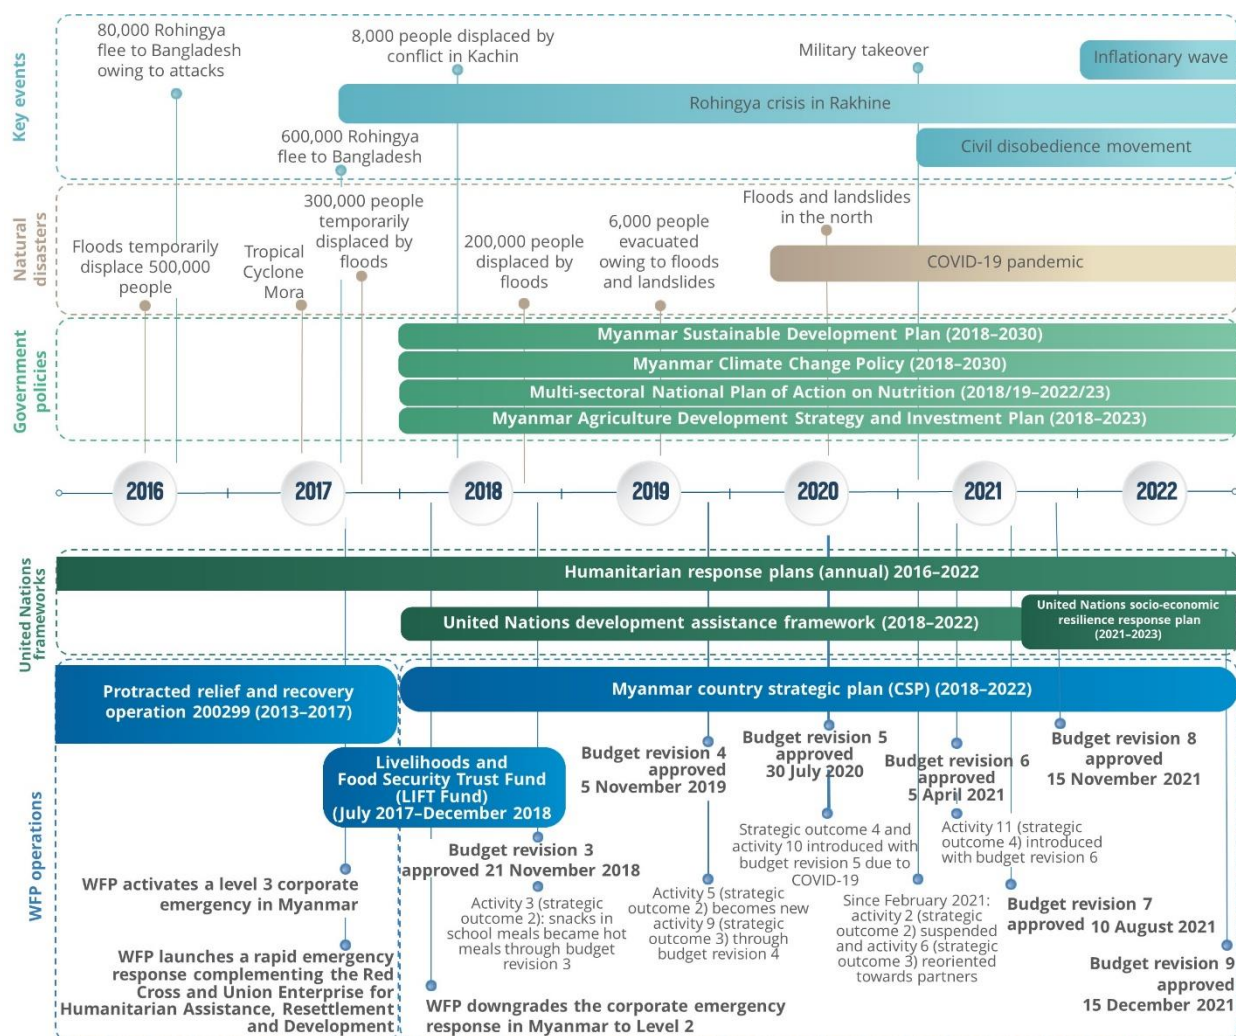 Key events
80,000 Rohingya
flee to Bangladesh
owing to attacks
8,000 people displaced by
conflict in Kachin
Military takeover
Inflationary wave
Rohingya crisis in Rakhine
600,000 Rohingya
flee to Bangladesh
Civil disobedience movement
Natural
disasters
Floods temporarily
displace 500,000
people
Tropical
Cyclone
Mora
300,000 people
temporarily
displaced by
floods
200,000 people
displaced by
floods
6,000 people
evacuated
owing to floods
and landslides
Floods and landslides
in the north
COVID-19 pandemic
Government
policies
Myanmar Sustainable Development Plan (2018–2030)
Myanmar Climate Change Policy (2018–2030)
Multi-sectoral National Plan of Action on Nutrition (2018/19–2022/23)
Myanmar Agriculture Development Strategy and Investment Plan (2018–2023)
2016
2017
2018
2019
2020
2021
2022
United Nations
frameworks
Humanitarian response plans (annual) 2016–2022
United Nations development assistance framework (2018–2022)
United Nations socio-economic
resilience response plan
(2021–2023)
WFP operations
Protracted relief and recovery
operation 200299 (2013–2017)
Myanmar country strategic plan (CSP) (2018–2022)
Livelihoods and
Food Security Trust Fund
(LIFT Fund)
(July 2017–December 2018
WFP activates a level 3 corporate
emergency in Myanmar
WFP launches a rapid emergency
response complementing the Red
Cross and Union Enterprise for
Humanitarian Assistance, Resettlement
and Development
WFP downgrades the corporate emergency
response in Myanmar to Level 2
Budget revision 3
approved 21 November 2018
Activity 3 (strategic
outcome 2): snacks in
school meals became hot
meals through budget
revision 3
Budget revision 4
approved
5 November 2019
Activity 5 (strategic
outcome 2) becomes new
activity 9 (strategic
outcome 3) through
budget revision 4
Budget revision 5
approved
30 July 2020
Strategic outcome 4 and
activity 10 introduced with
budget revision 5 due to
COVID-19
Since February 2021:
activity 2 (strategic
outcome 2) suspended
and activity 6 (strategic
outcome 3) reoriented
towards partners
Budget revision 6
approved
5 April 2021
Activity 11 (strategic
outcome 4) introduced
with budget revision 6
Budget revision 7
approved 10 August 2021
Budget revision 8
approved
15 November 2021
Budget revision 9
approved
15 December 2021